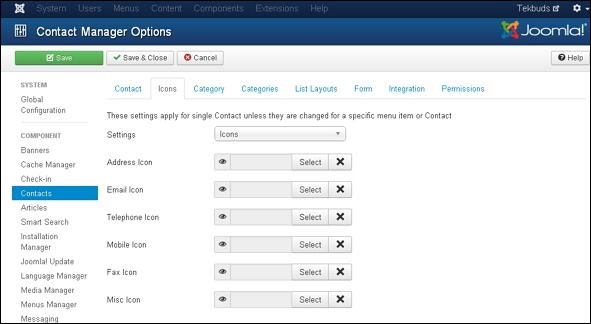 System Users Menus Content Components Extensions Help Tekbuds
Contact Manager Options Joomla!
Save Save & Close Cancel Help
SYSTEM
Global
Configuration
COMPONENT
Banners
Cache Manager
Check-in
Contacts
Articles
Smart Search
Installation
Manager
Joomla! Update
Language Manager
Media Manager
Menus Manager
Messaging
Contact Icons Category Categories List Layouts Form Integration Permissions
These settings apply for single Contact unless they are changed for a specific menu item or Contact
Settings Icons
Address Icon Select
Email Icon Select
Telephone Icon Select
Mobile Icon Select
Fax Icon Select
Misc Icon Select